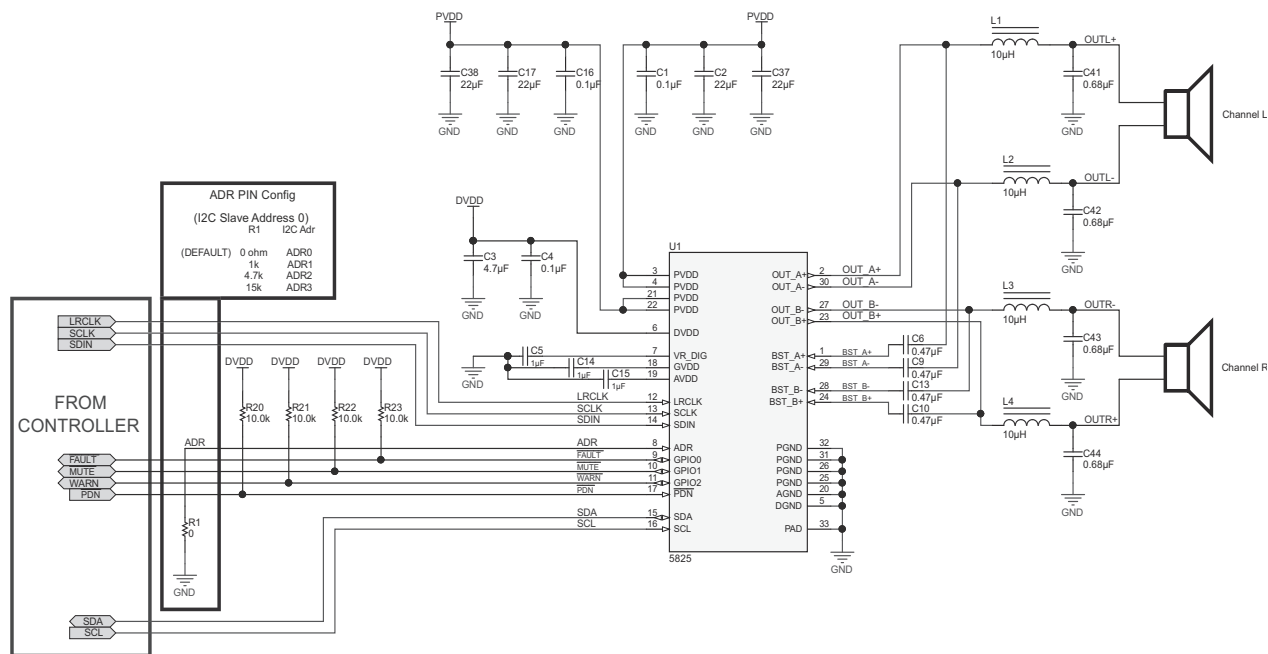 PVDD
PVDD
L1
OUTL+
10µH
C38
22µF
C17
22µF
C16
0.1µF
C1
0.1µF
C2
22µF
C37
22µF
C41
0.68µF
GND
GND
GND
GND
GND
GND
GND
Channel L
L2
OUTL-
10µH
ADR PIN Config
(I2C Slave Address 0)
R1 I2C Adr
(DEFAULT) 0 ohm ADR0
1k ADR1
4.7k ADR2
15k ADR3
DVDD
C42
0.68µF
C3
4.7µF
C4
0.1µF
GND
GND
GND
U1
3 PVDD
4 PVDD
21 PVDD
22 PVDD
6 DVDD
7 VR_DIG
18 GVDD
19 AVDD
12 LRCLK
13 SCLK
14 SDIN
8 ADR
9 GPIO0
10 GPIO1
11 GPIO2
17 PDN
15 SDA
16 SCL
5825
OUT_A+ 2 OUT_A+
OUT_A- 30 OUT_A-
OUT_B- 27 OUT_B-
OUT_B+ 23 OUT_B+
BST_A+ 1 BST_A+
BST_A- 29 BST_A-
BST_B- 28 BST_B-
BST_B+ 24 BST_B+
PGND 32
PGND 31
PGND 26
PGND 25
AGND 20
DGND 5
PAD 33
GND
C6
0.47µF
C9
0.47µF
C13
0.47µF
C10
0.47µF
L3
OUTR-
10µH
C43
0.68µF
GND
Channel R
L4
OUTR+
10µH
C44
0.68µF
GND
GND
C5
1µF
C14
1µF
C15
1µF
LRCLK
SCLK
SDIN
LRCLK
SCLK
SDIN
DVDD DVDD DVDD DVDD
R20
10.0k
R21
10.0k
R22
10.0k
R23
10.0k
FROM
CONTROLLER
ADR
ADR
FAULT
MUTE
WARN
PDN
FAULT
MUTE
WARN
PDN
R1
0
GND
SDA
SCL
SDA
SCL